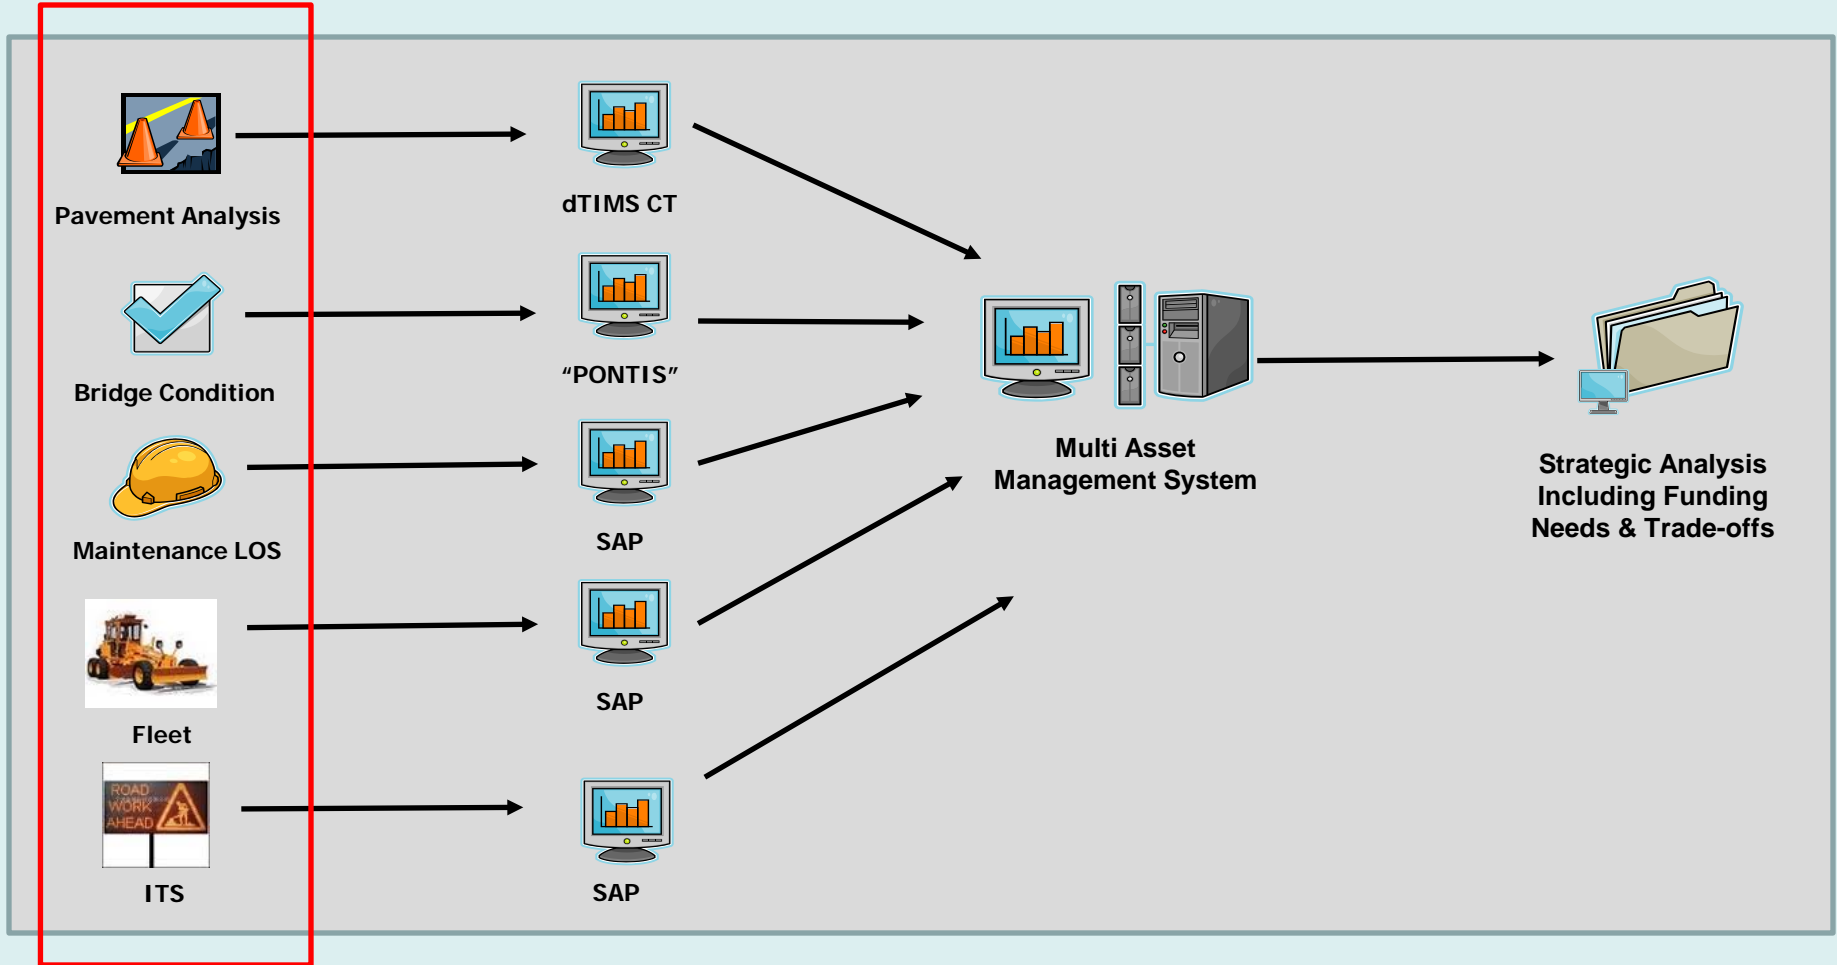 Pavement Analysis
dTIMS CT
Bridge Condition
“PONTIS”
Maintenance LOS
SAP
Fleet
SAP
ROAD
WORK
AHEAD
ITS
SAP
Multi Asset
Management System
Strategic Analysis
Including Funding
Needs & Trade-offs